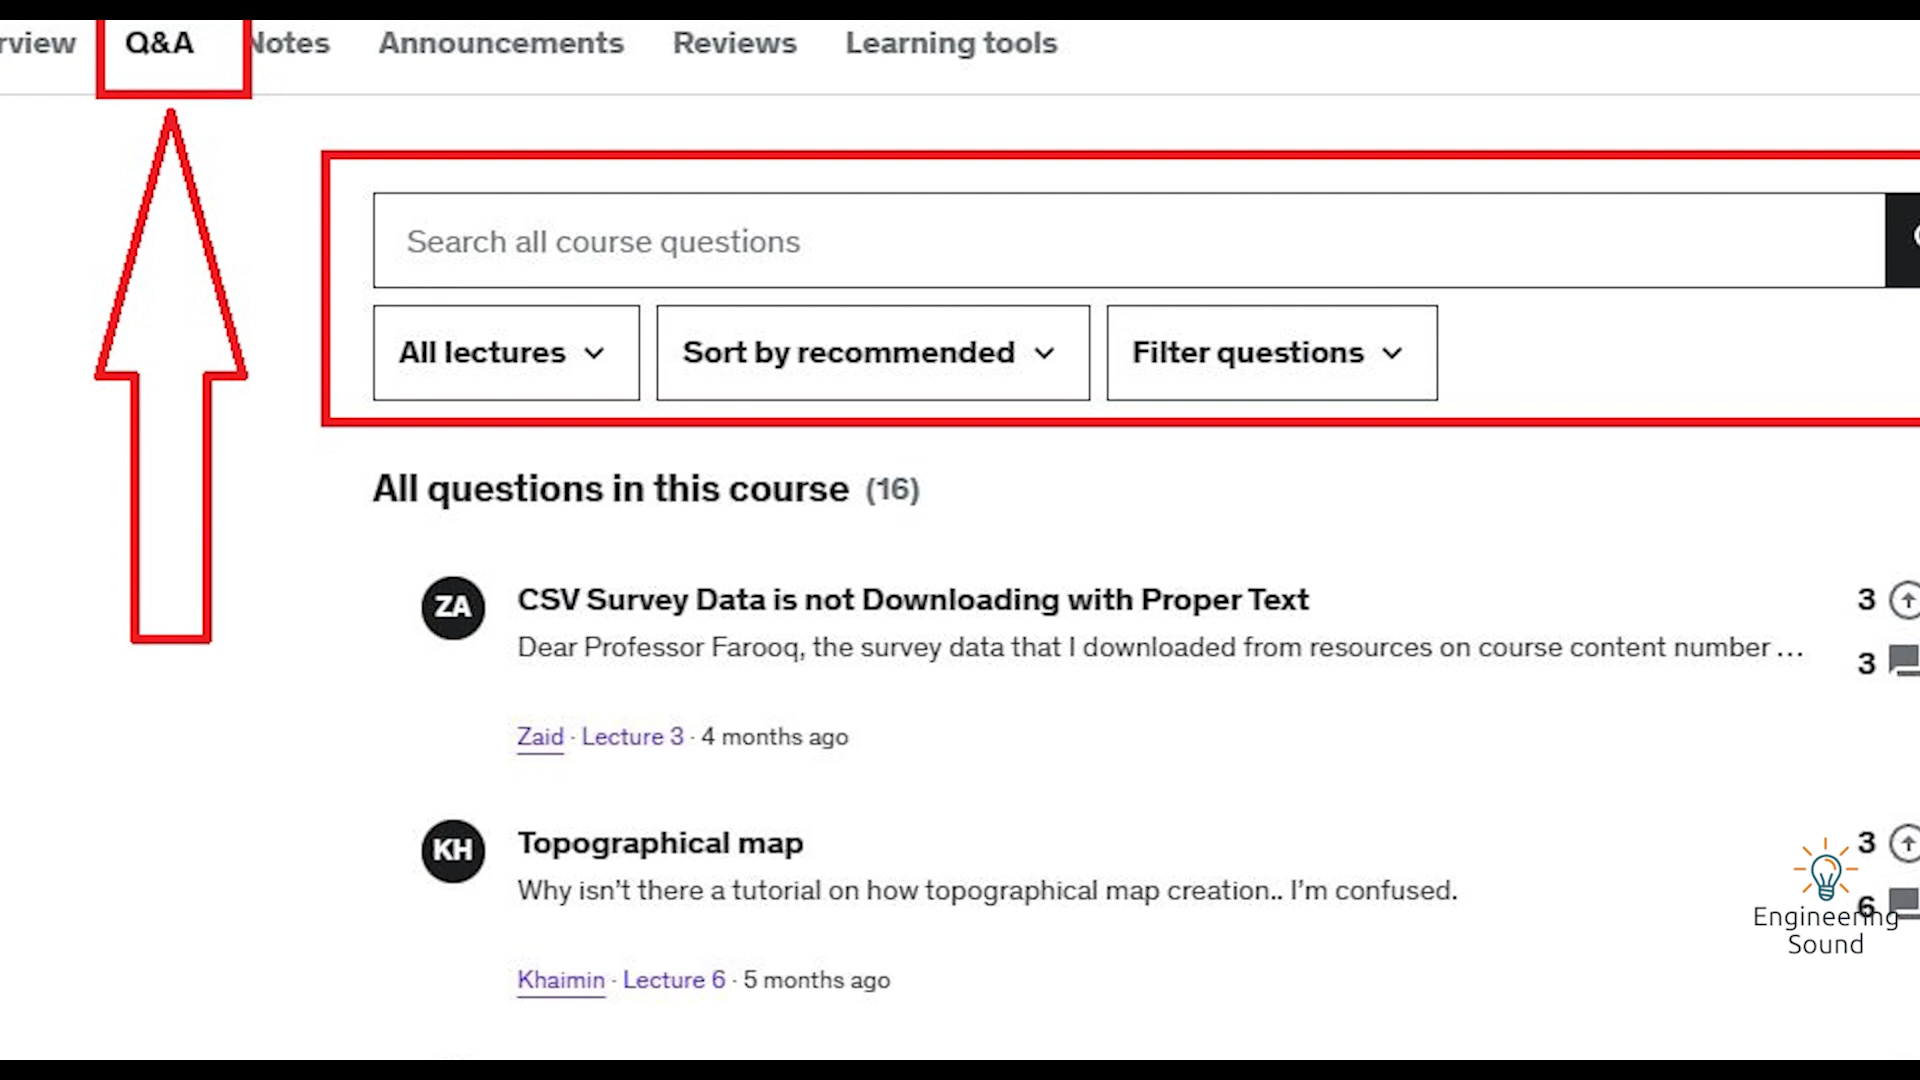 rview Q&A Notes Announcements Reviews Learning tools
Search all course questions
All lectures Sort by recommended Filter questions
All questions in this course (16)
ZA CSV Survey Data is not Downloading with Proper Text 3
Dear Professor Farooq, the survey data that I downloaded from resources on course content number ...
3
Zaid · Lecture 3 · 4 months ago
KH Topographical map 3
Why isn't there a tutorial on how topographical map creation.. I'm confused.
6
Engineering
Sound
Khaimin · Lecture 6 · 5 months ago